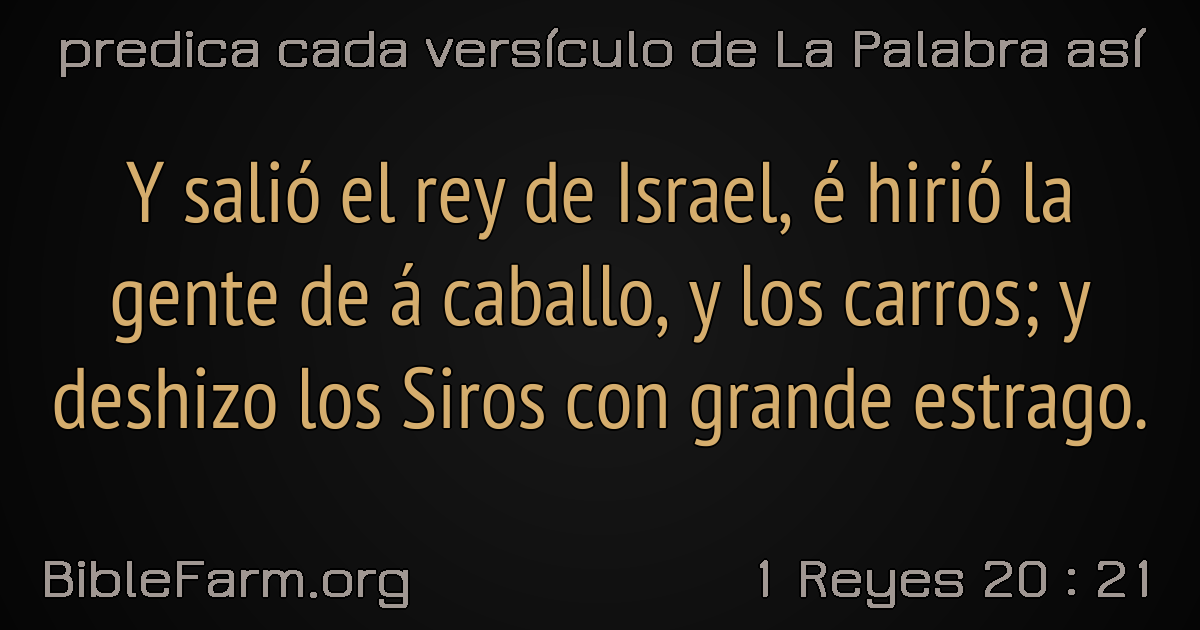 predica cada versículo de La Palabra así
Y salió el rey de Israel, é hirió la
gente de á caballo, y los carros; y
deshizo los Siros con grande estrago.
BibleFarm.org
1 Reyes 20 : 21